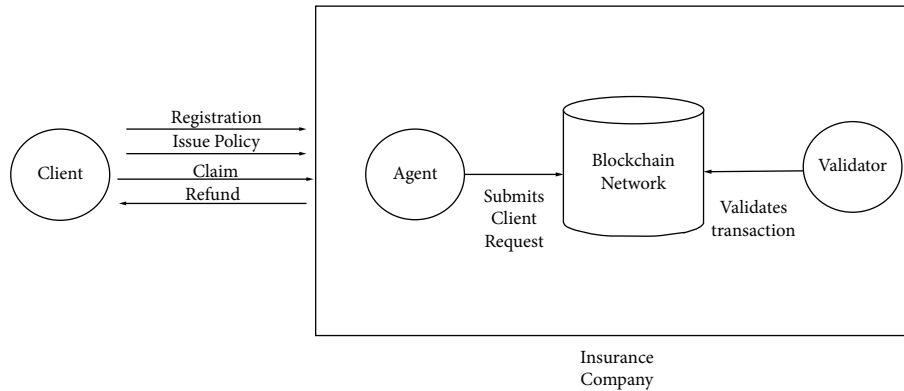 Registration
Issue Policy
Claim
Refund
Client
Agent
Submits
Client
Request
Blockchain
Network
Validates
transaction
Validator
Insurance
Company